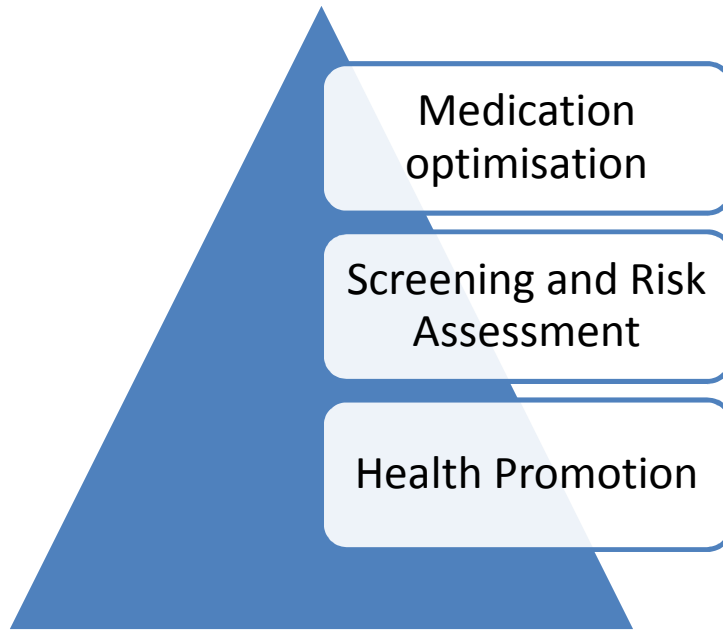 Medication
optimisation
Screening and Risk
Assessment
Health Promotion